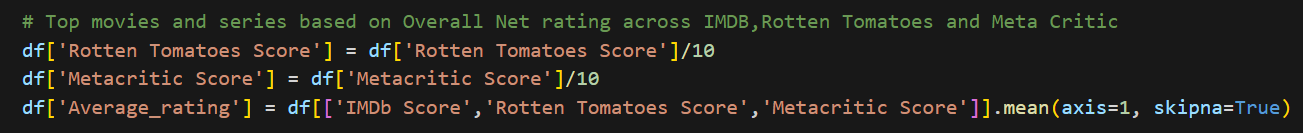 # Top movies and series based on Overall Net rating across IMDB,Rotten Tomatoes and Meta Critic
df['Rotten Tomatoes Score'] = df['Rotten Tomatoes Score']/10
df['Metacritic Score'] = df['Metacritic Score']/10
df['Average_rating'] = df[['IMDb Score','Rotten Tomatoes Score','Metacritic Score']].mean(axis=1, skipna=True)